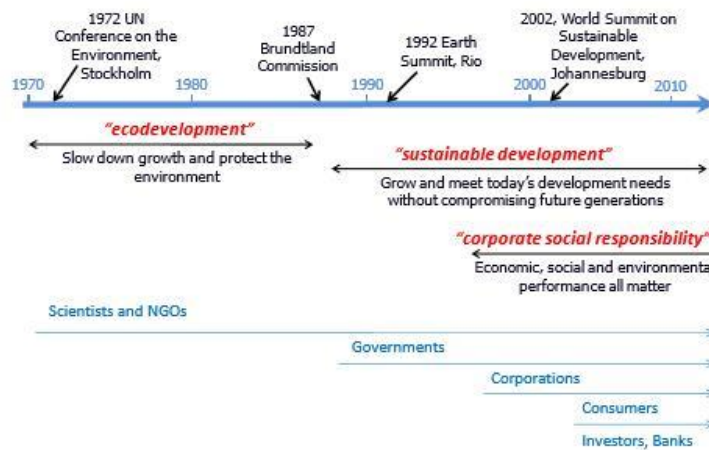 1972 UN
Conference on the
Environment,
Stockholm
1987
Brundtland
Commission
1992 Earth
Summit, Rio
2002, World Summit on
Sustainable
Development,
Johannesburg
1970
1980
1990
2000
2010
"ecodevelopment"
Slow down growth and protect the
environment
"sustainable development"
Grow and meet today's development needs
without compromising future generations
"corporate social responsibility"
Economic, social and environmenta
performance all matter
Scientists and NGOs
Governments
Corporations
Consumers
Investors, Banks